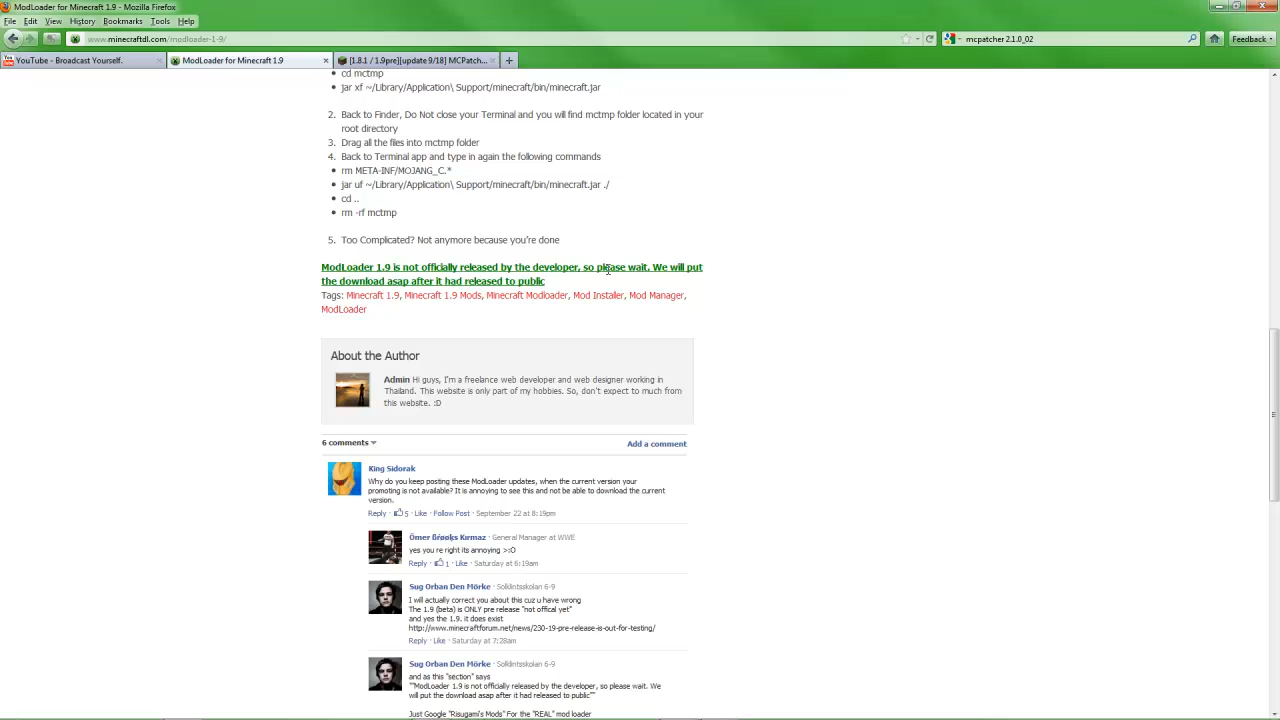 ModLoader for Minecraft 1.9 - Mozilla Firefox
File Edit View History Bookmarks Tools Help
www.minecraftdl.com/modloader-1-9/
mcpatcher 2.1.0_02
Feedback
YouTube - Broadcast Yourself.
ModLoader for Minecraft 1.9
[1.8.1 / 1.9pre][update 9/18] MCPatch...
cd mctmp
jar xf ~/Library/Application\ Support/minecraft/bin/minecraft.jar
2. Back to Finder, Do Not close your Terminal and you will find mctmp folder located in your
root directory
3. Drag all the files into mctmp folder
4. Back to Terminal app and type in again the following commands
rm META-INF/MOJANG_C.*
jar uf ~/Library/Application\ Support/minecraft/bin/minecraft.jar ./
cd ..
rm -rf mctmp
5. Too Complicated? Not anymore because you're done
ModLoader 1.9 is not officially released by the developer, so please wait. We will put
the download asap after it had released to public
Tags: Minecraft 1.9, Minecraft 1.9 Mods, Minecraft Modloader, Mod Installer, Mod Manager,
ModLoader
About the Author
Admin Hi guys, I'm a freelance web developer and web designer working in
Thailand. This website is only part of my hobbies. So, don't expect to much from
this website. :D
6 comments
Add a comment
King Sidorak
Why do you keep posting these ModLoader updates, when the current version your
promoting is not available? It is annoying to see this and not be able to download the current
version.
Reply · 5 · Like · Follow Post · September 22 at 8:19pm
Ömer ßŕøøķs Kırmaz · General Manager at WWE
yes you re right its annoying >:O
Reply · 1 · Like · Saturday at 6:19am
Sug Orban Den Mörke · Solklintsskolan 6-9
I will actually correct you about this cuz u have wrong
The 1.9 (beta) is ONLY pre release "not offical yet"
and yes the 1.9. it does exist
http://www.minecraftforum.net/news/230-19-pre-release-is-out-for-testing/
Reply · Like · Saturday at 7:28am
Sug Orban Den Mörke · Solklintsskolan 6-9
and as this "section" says
""ModLoader 1.9 is not officially released by the developer, so please wait. We
will put the download asap after it had released to public""
Just Google "Risugami's Mods" For the "REAL" mod loader